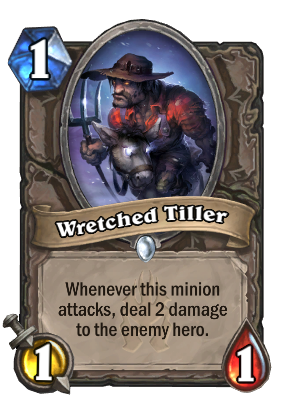 1
Wretched Tiller
Whenever this minion
attacks, deal 2 damage
to the enemy hero.
1
1